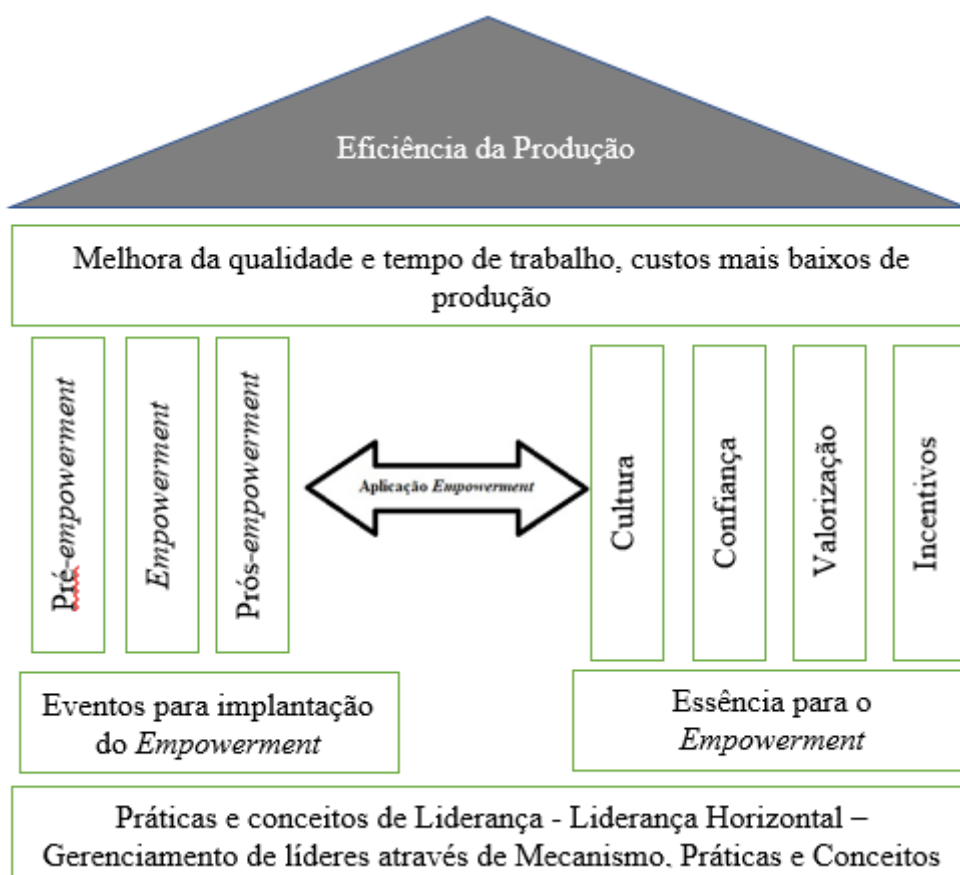 Eficiência da Produção
Melhora da qualidade e tempo de trabalho, custos mais baixos de
produção
Pré-empowerment
Empowerment
Prós-empowerment
Aplicação Empowerment
Cultura
Confiança
Valorização
Incentivos
Eventos para implantação
do Empowerment
Essência para o
Empowerment
Práticas e conceitos de Liderança - Liderança Horizontal –
Gerenciamento de líderes através de Mecanismo, Práticas e Conceitos